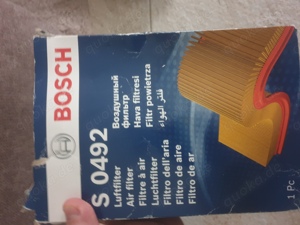 BOSCH
S 0492
Luftfilter
Air filter
Filtre à air
Luchtfilter
Filtro dell'aria
Filtro de aire
Filtro de ar
Воздушный
фильтр
Hava filtresi
Filtr powietrza
فلتر الهواء
1 Pc